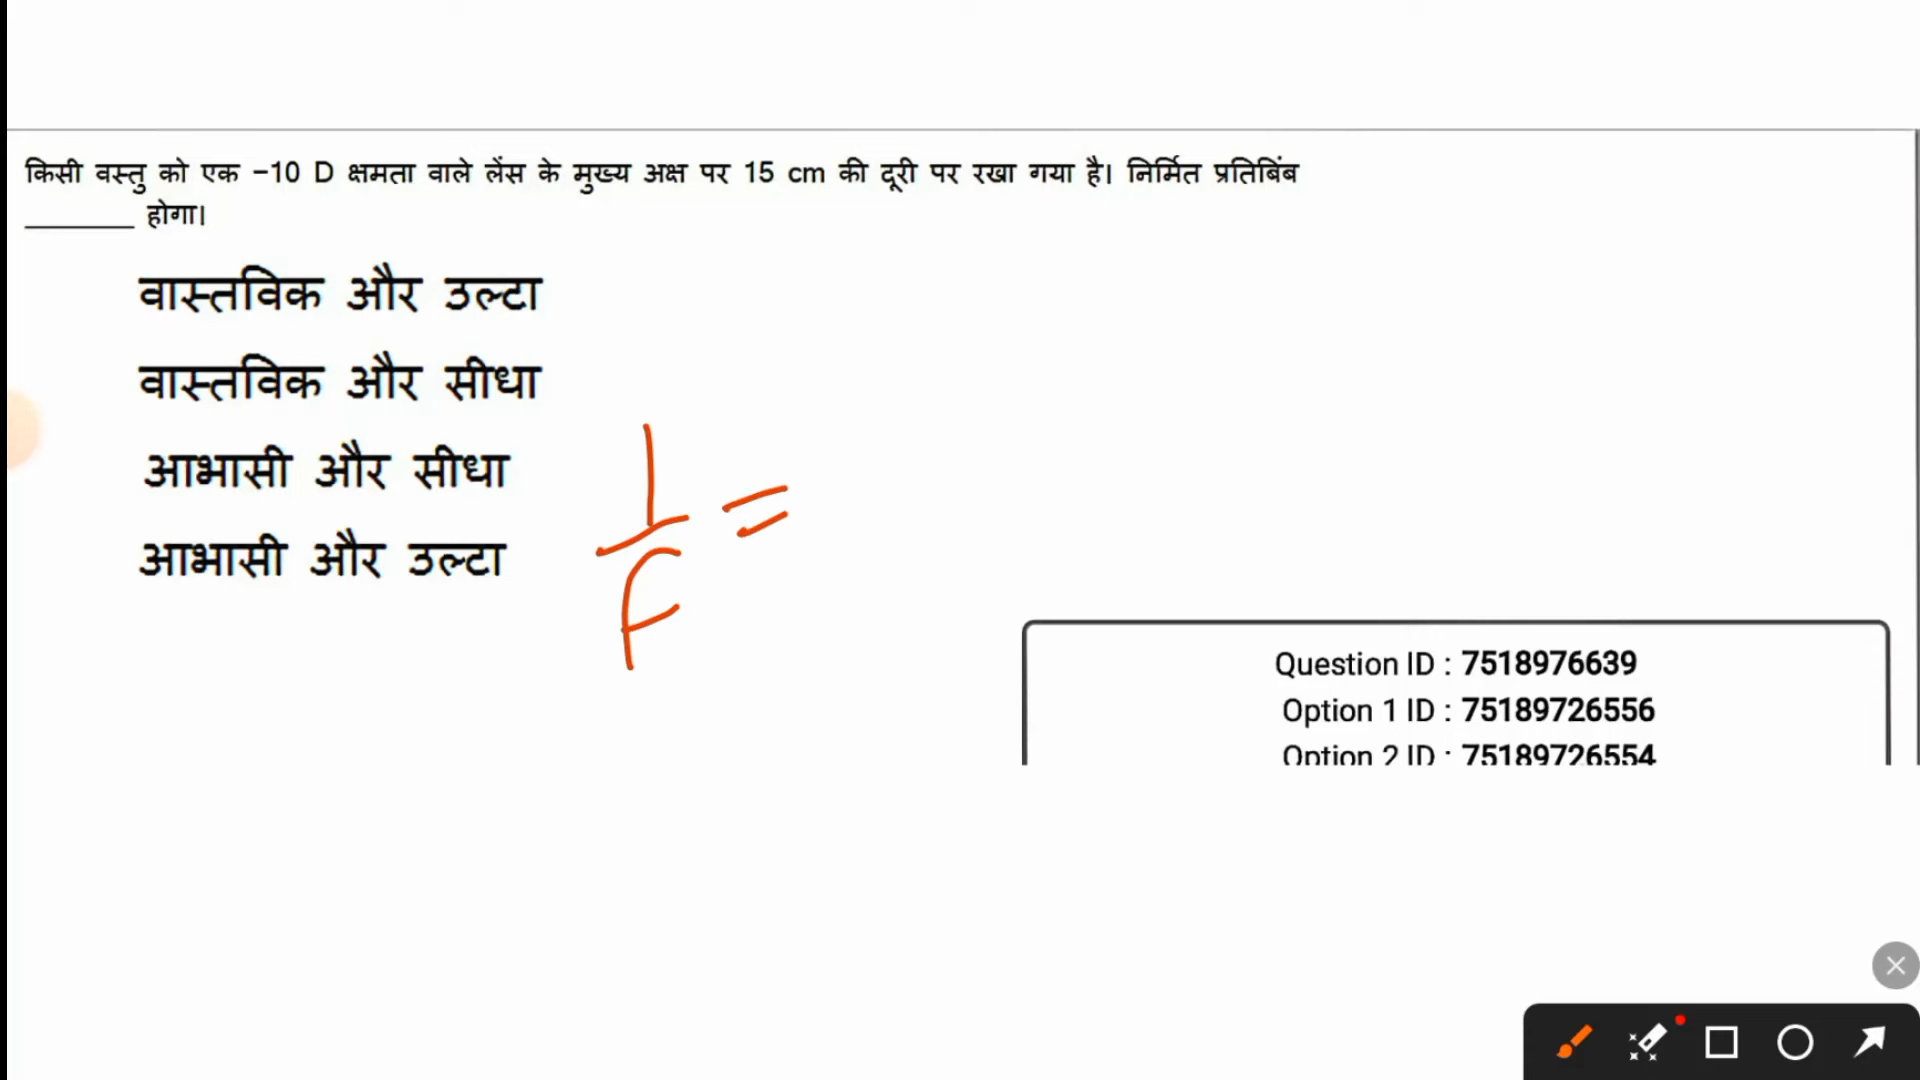 किसी वस्तु को एक −10 D क्षमता वाले लेंस के मुख्य अक्ष पर 15 cm की दूरी पर रखा गया है। निर्मित प्रतिबिंब
_______ होगा।
वास्तविक और उल्टा
वास्तविक और सीधा
आभासी और सीधा
आभासी और उल्टा
1/F =
Question ID : 7518976639
Option 1 ID : 75189726556
Option 2 ID : 75189726554